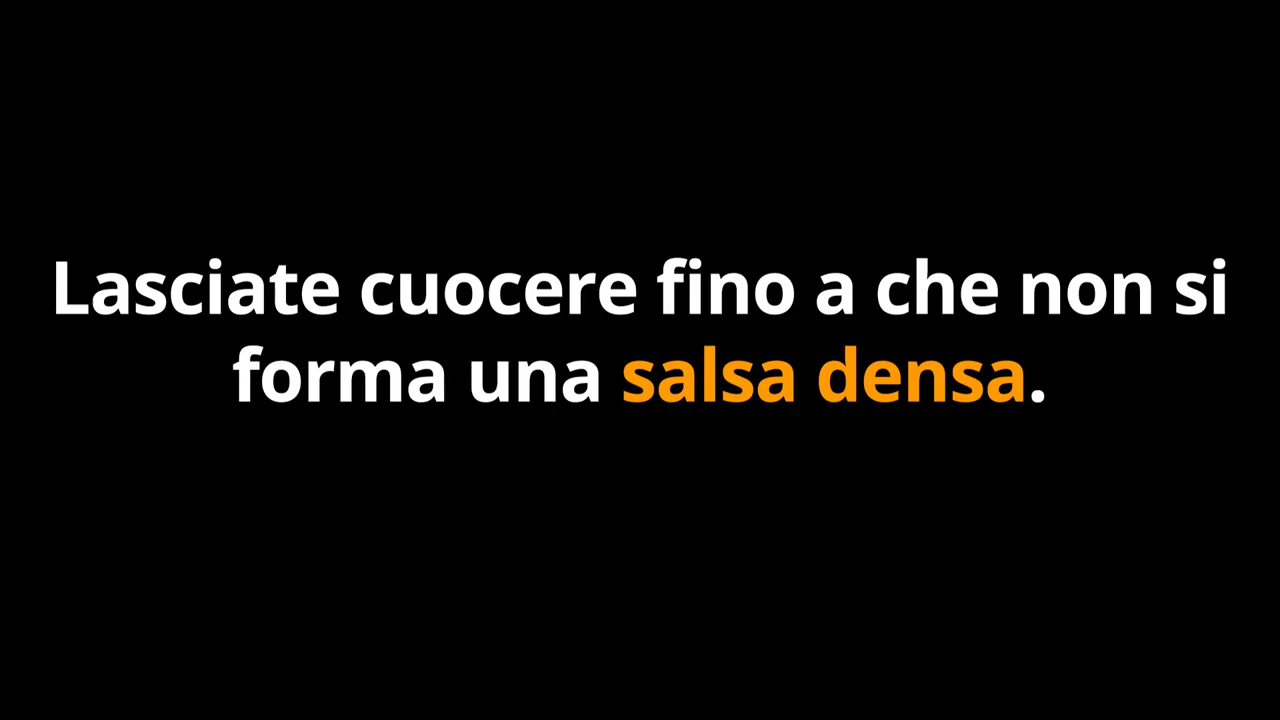 Lasciate cuocere fino a che non si
forma una salsa densa.